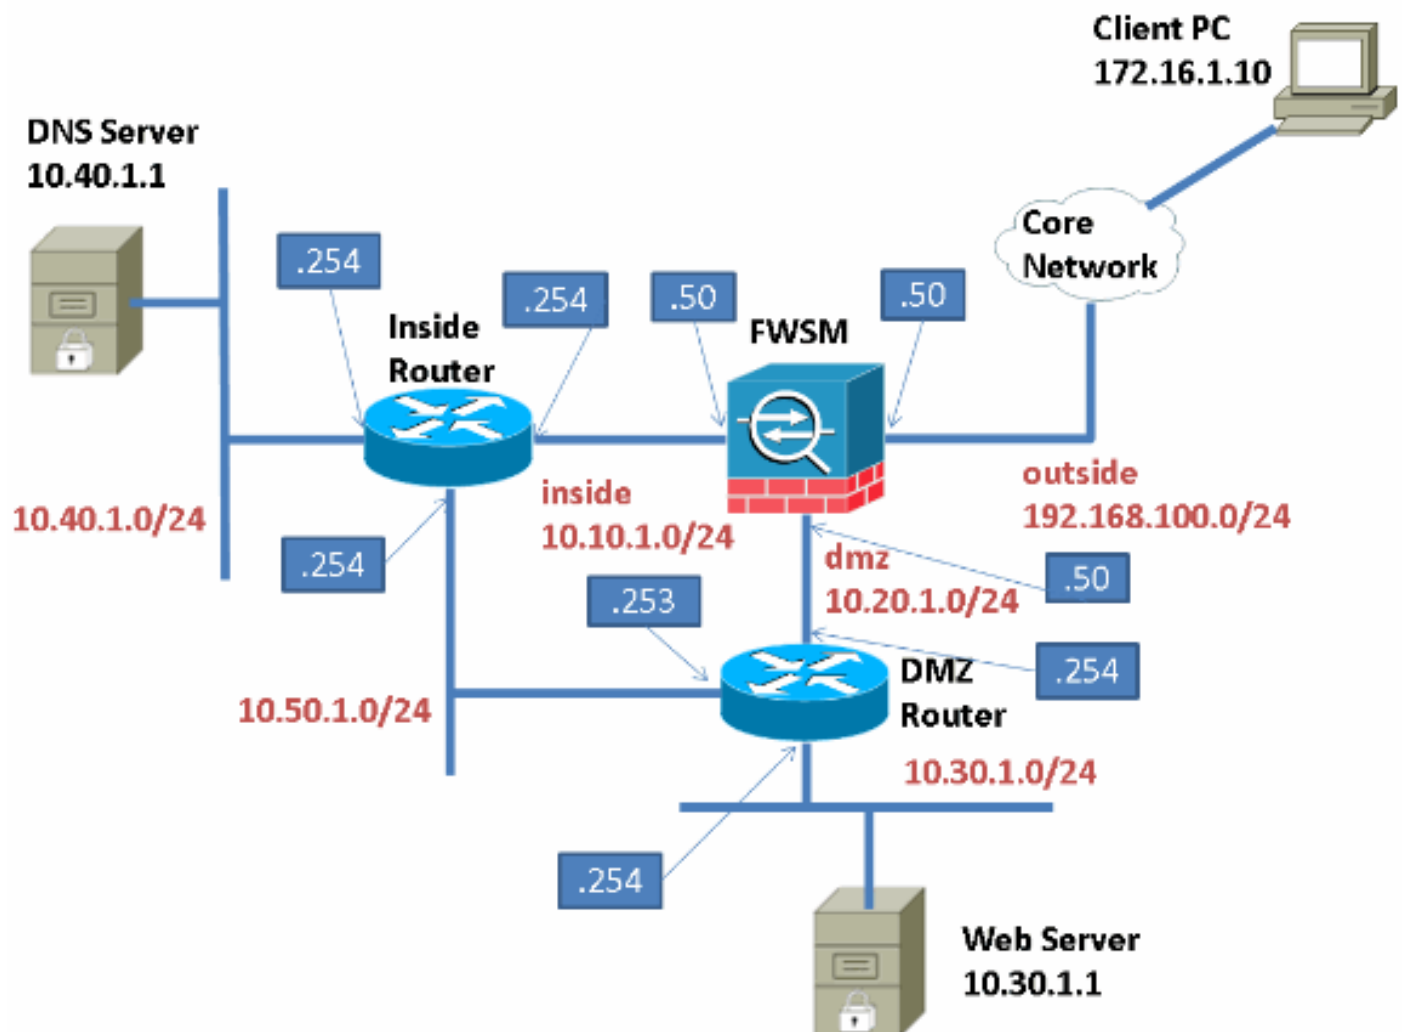 Client PC
172.16.1.10
DNS Server
10.40.1.1
Core
Network
.254
.254
.50
.50
Inside
Router
FWSM
inside
10.10.1.0/24
outside
192.168.100.0/24
10.40.1.0/24
.254
dmz
10.20.1.0/24
.50
.253
.254
DMZ
Router
10.50.1.0/24
10.30.1.0/24
.254
Web Server
10.30.1.1